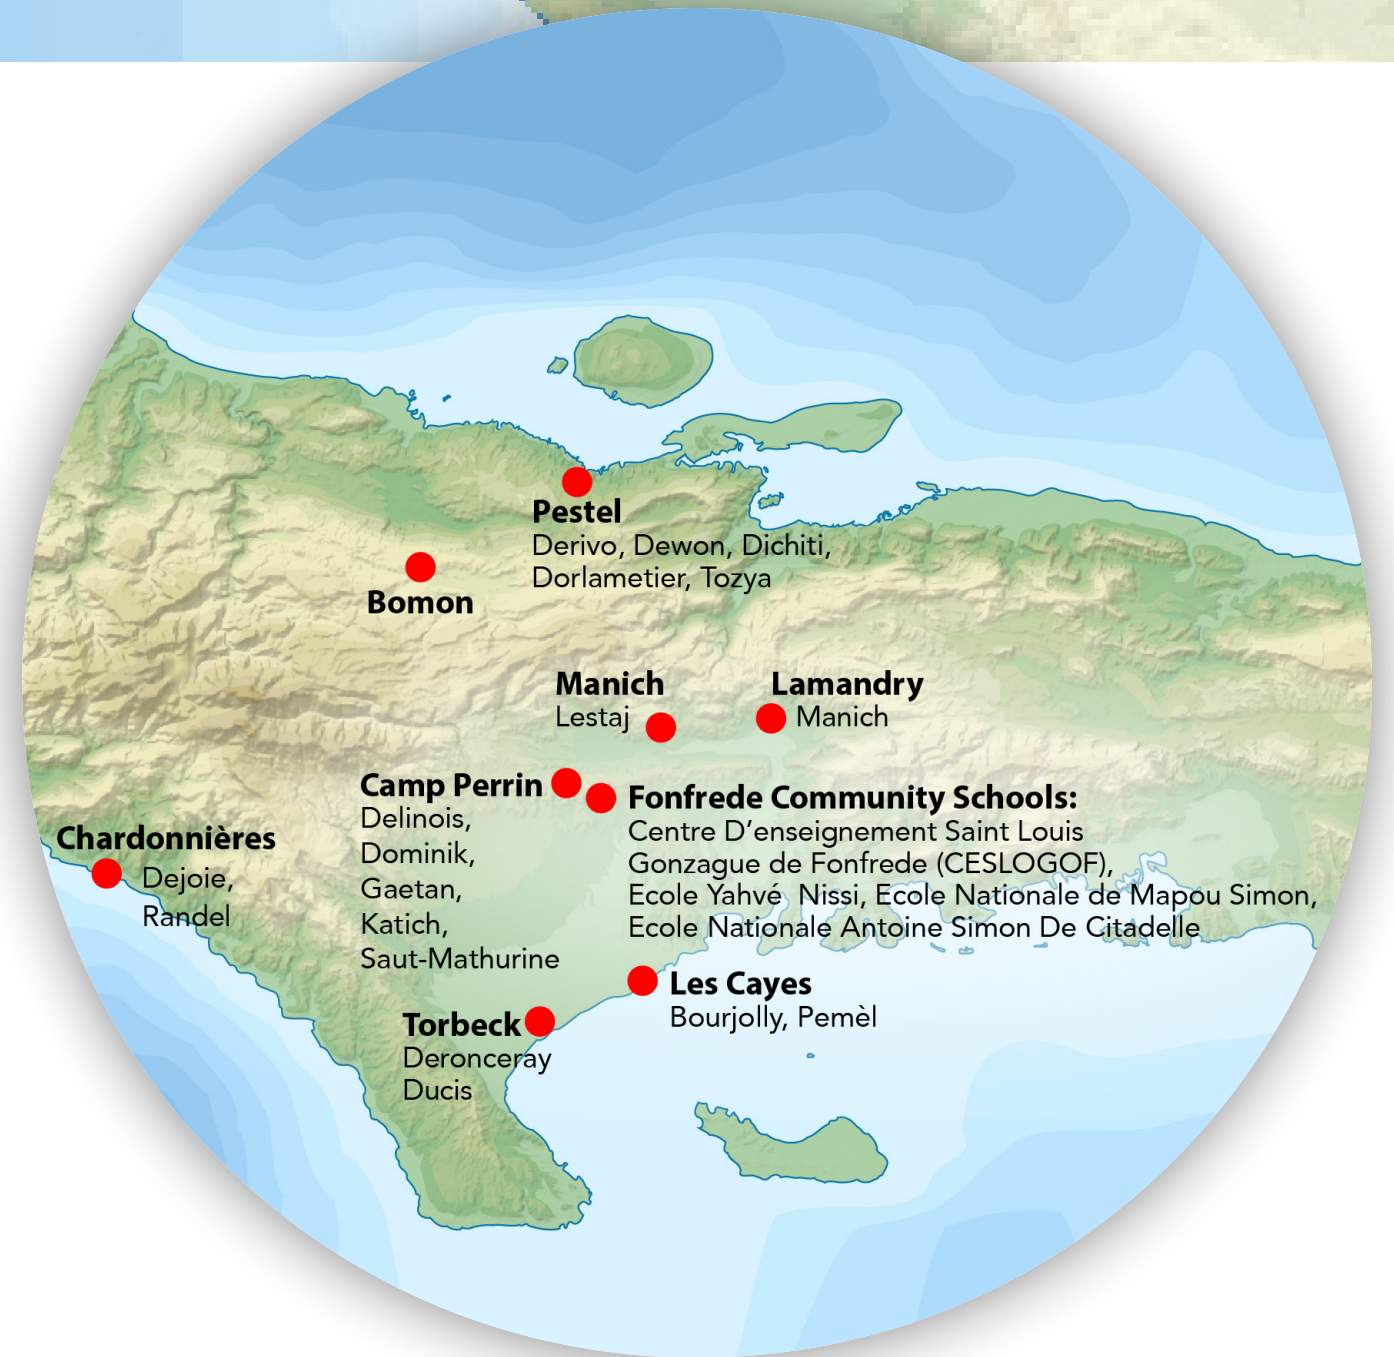 Pestel
Derivo, Dewon, Dichiti,
Dorlametier, Tozya
Bomon
Manich
Lestaj
Lamandry
Manich
Camp Perrin
Delinois,
Dominik,
Gaetan,
Katich,
Saut-Mathurine
Fonfrede Community Schools:
Centre D’enseignement Saint Louis
Gonzague de Fonfrede (CESLOGOF),
Ecole Yahvé Nissi, Ecole Nationale de Mapou Simon,
Ecole Nationale Antoine Simon De Citadelle
Chardonnières
Dejoie,
Randel
Les Cayes
Bourjolly, Pemèl
Torbeck
Deronceray
Ducis